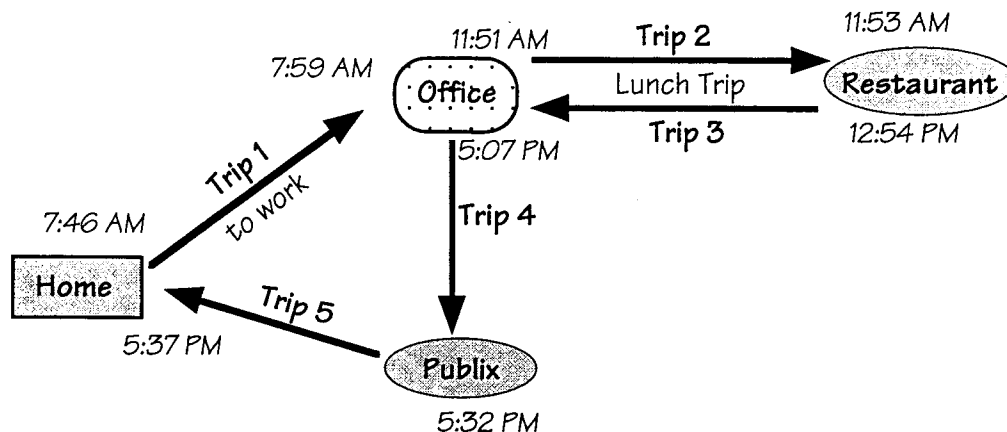 11:53 AM
11:51 AM
Trip 2
7:59 AM
Office
Lunch Trip
Restaurant
Trip 3
12:54 PM
5:07 PM
Trip 1
to work
7:46 AM
Trip 4
Home
Trip 5
5:37 PM
Publix
5:32 PM